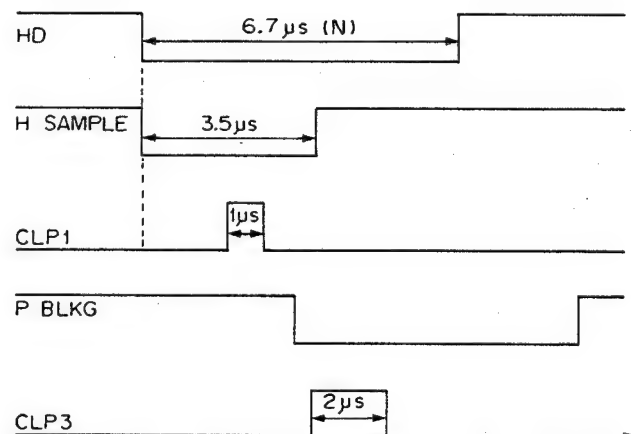 6.7μs (N)
HD
H SAMPLE
3.5μs
1μs
CLP1
P BLKG
2μs
CLP3